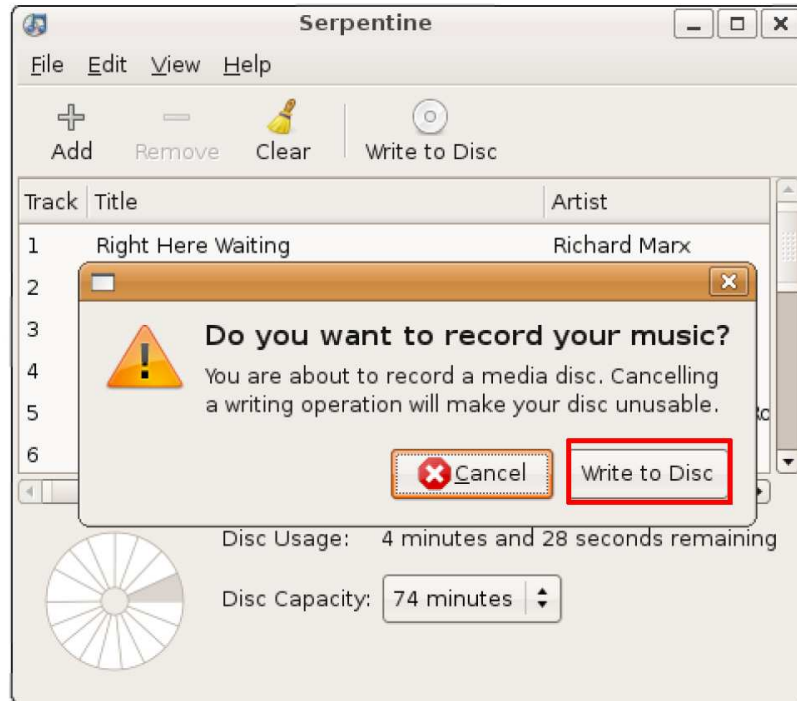 Serpentine
File Edit View Help
Add Remove Clear Write to Disc
Track Title Artist
1 Right Here Waiting Richard Marx
2
3
4
5
6
Do you want to record your music?
You are about to record a media disc. Cancelling
a writing operation will make your disc unusable.
Cancel Write to Disc
Disc Usage: 4 minutes and 28 seconds remaining
Disc Capacity: 74 minutes